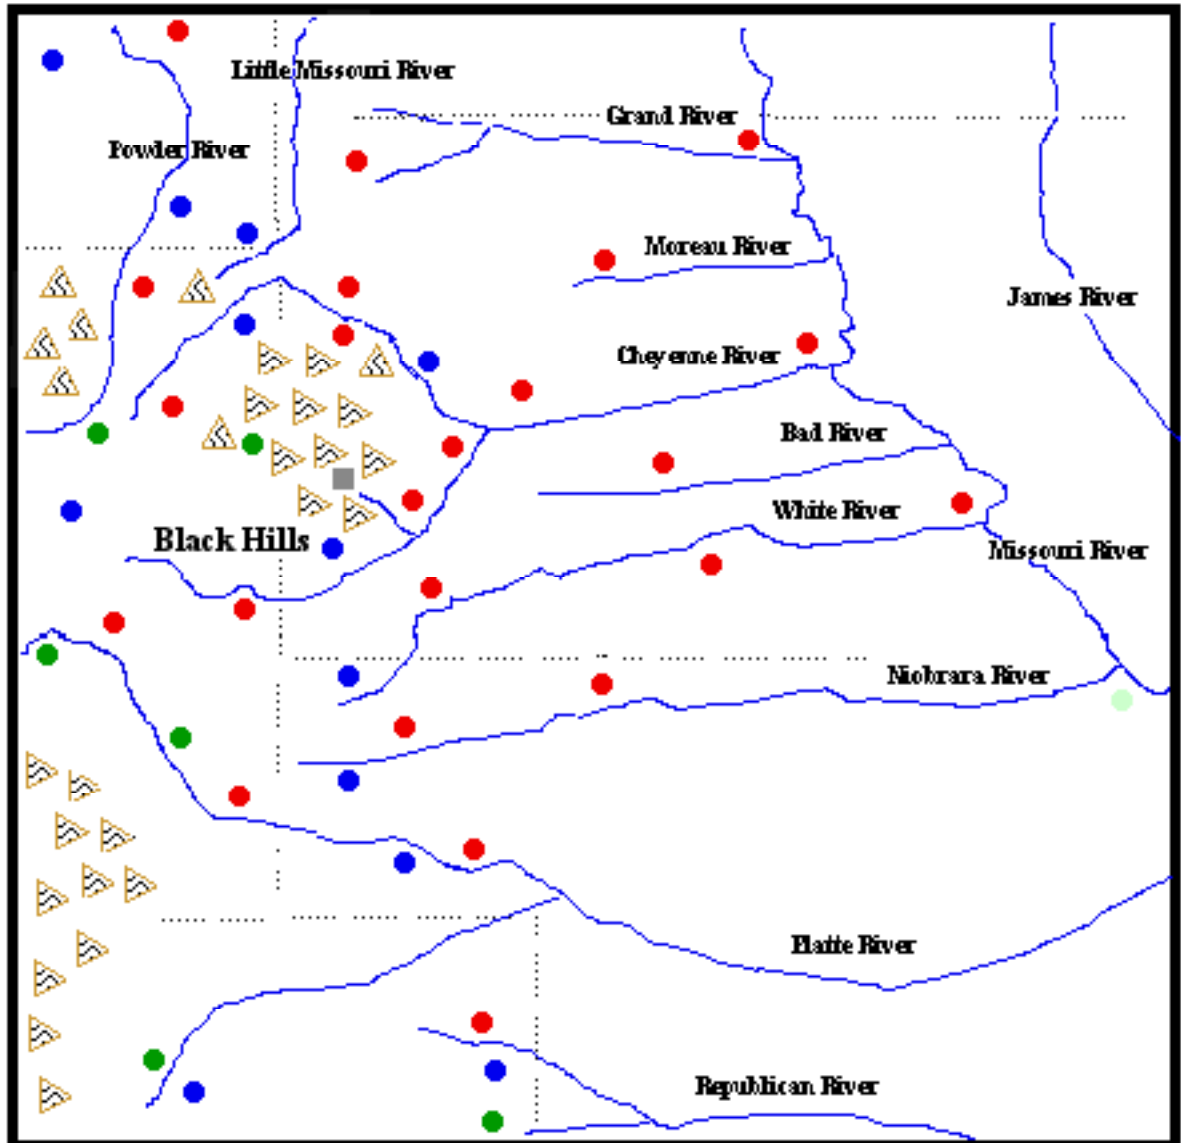 Little Missouri River
Grand River
Powder River
Moreau River
James River
Cheyenne River
Bad River
White River
Black Hills
Missouri River
Niobrara River
Platte River
Republican River